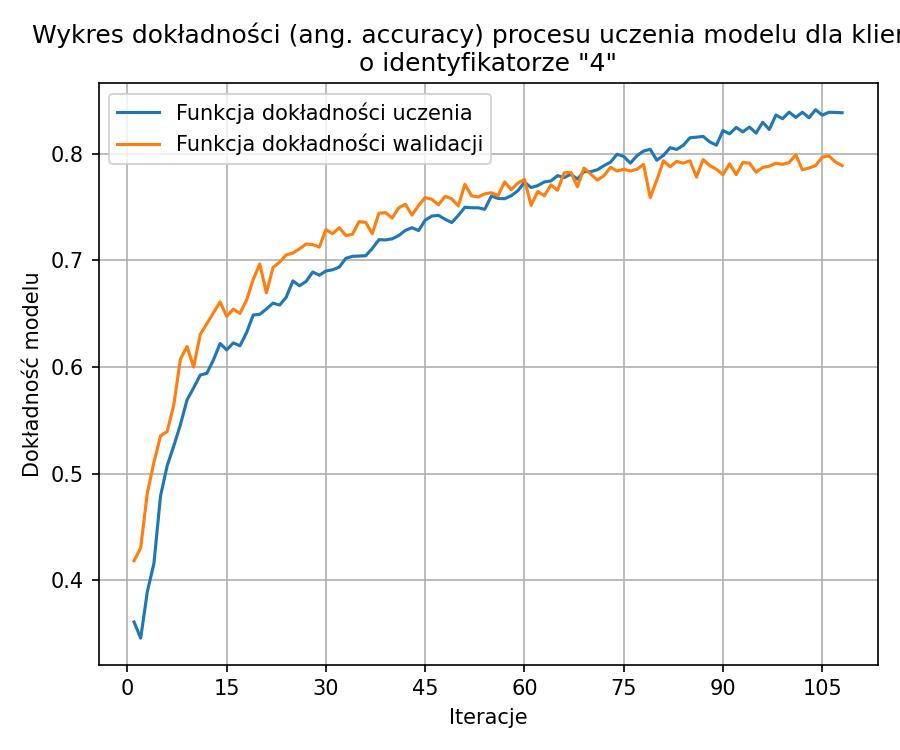 Wykres dokładności (ang. accuracy) procesu uczenia modelu dla
o identyfikatorze "4"
Funkcja dokładności uczenia
Funkcja dokładności walidacji
0.8
0.7
0.6
0.5
0.4
Dokładność modelu
0 15 30 45 60 75 90 105
Iteracje